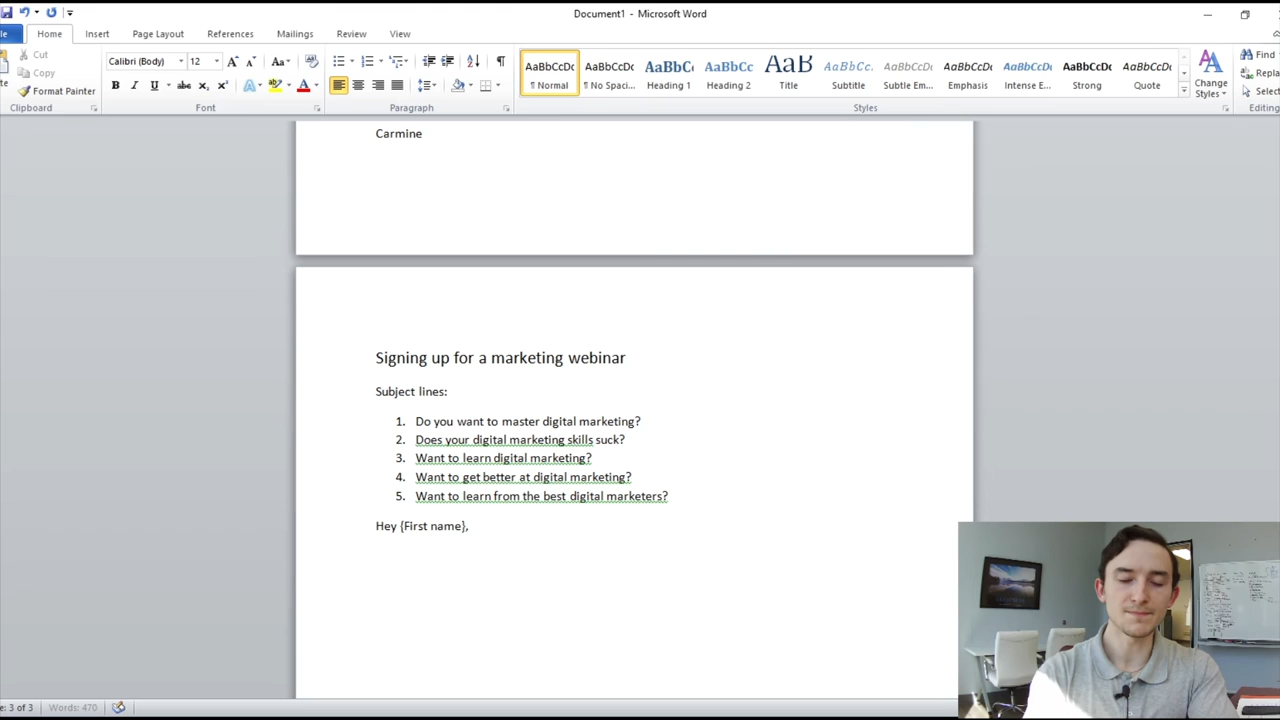 Document1 - Microsoft Word
Home Insert Page Layout References Mailings Review View
Cut
Copy
Format Painter
Clipboard
Calibri (Body) 12
Font
Paragraph
AaBbCcDc AaBbCcDc AaBbC AaBbCc AaB AaBbCc. AaBbCcDc AaBbCcDc AaBbCcDc AaBbCcDc AaBbCcDc
¶ Normal ¶ No Spaci... Heading 1 Heading 2 Title Subtitle Subtle Em... Emphasis Intense E... Strong Quote
Styles
Change
Styles
Find
Repla
Select
Editing
Carmine
Signing up for a marketing webinar
Subject lines:
1. Do you want to master digital marketing?
2. Does your digital marketing skills suck?
3. Want to learn digital marketing?
4. Want to get better at digital marketing?
5. Want to learn from the best digital marketers?
Hey {First name},
e: 3 of 3 Words: 470